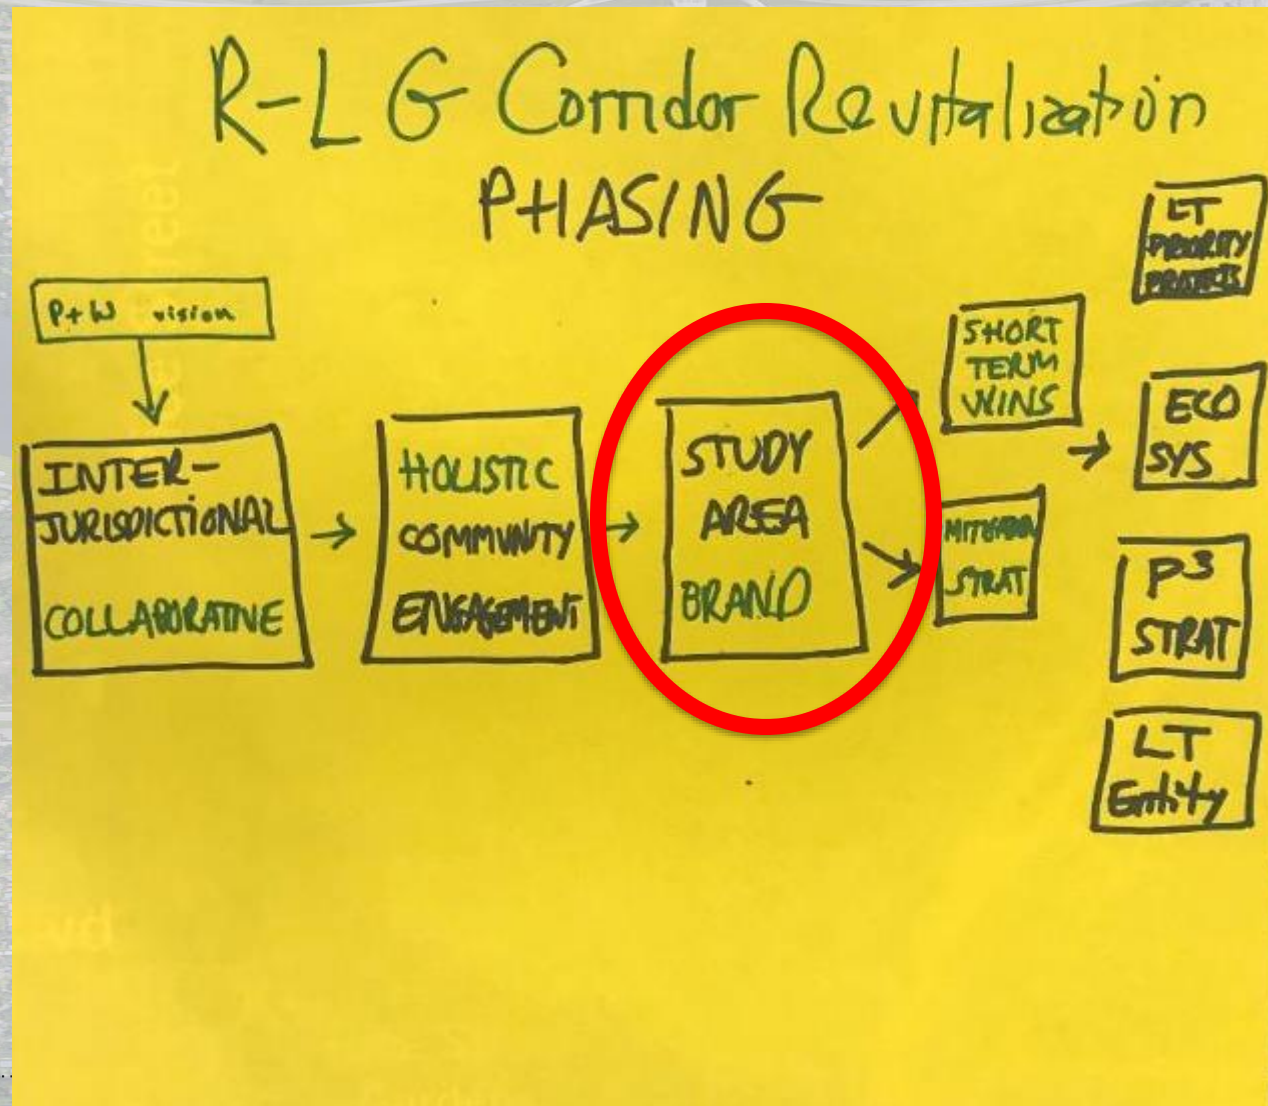 R-LG Corridor Revitalization
PHASING
P+W vision
INTER-
JURISDICTIONAL
COLLABORATIVE
HOLISTIC
COMMUNITY
ENGAGEMENT
STUDY
AREA
BRAND
SHORT
TERM
WINS
MITIGATION
STRAT
LT
PRIORITY
PROJECTS
ECO
SYS
P3
STRAT
LT
Entity